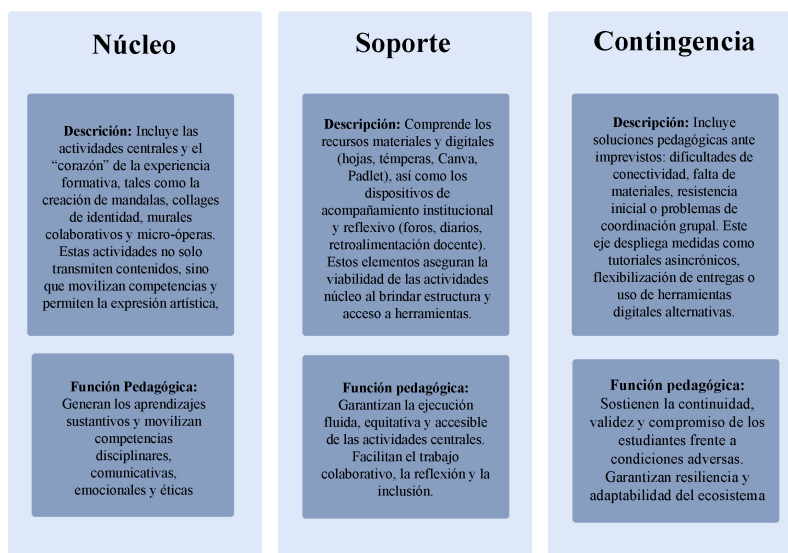 Núcleo
Descrición: Incluye las
actividades centrales y el
“corazón” de la experiencia
formativa, tales como la
creación de mandalas, collages
de identidad, murales
colaborativos y micro-óperas.
Estas actividades no solo
transmiten contenidos, sino
que movilizan competencias y
permiten la expresión artística,
Función Pedagógica:
Generan los aprendizajes
sustantivos y movilizan
competencias
disciplinares,
comunicativas,
emocionales y éticas
Soporte
Descripción: Comprende los
recursos materiales y digitales
(hojas, témperas, Canva,
Padlet), así como los
dispositivos de
acompañamiento institucional
y reflexivo (foros, diarios,
retroalimentación docente).
Estos elementos aseguran la
viabilidad de las actividades
núcleo al brindar estructura y
acceso a herramientas.
Función pedagógica:
Garantizan la ejecución
fluida, equitativa y accesible
de las actividades centrales.
Facilitan el trabajo
colaborativo, la reflexión y la
inclusión.
Contingencia
Descripción: Incluye
soluciones pedagógicas ante
imprevistos: dificultades de
conectividad, falta de
materiales, resistencia
inicial o problemas de
coordinación grupal. Este
eje despliega medidas como
tutoriales asincrónicos,
flexibilización de entregas o
uso de herramientas
digitales alternativas.
Función pedagógica:
Sostienen la continuidad,
validez y compromiso de los
estudiantes frente a
condiciones adversas.
Garantizan resiliencia y
adaptabilidad del ecosistema